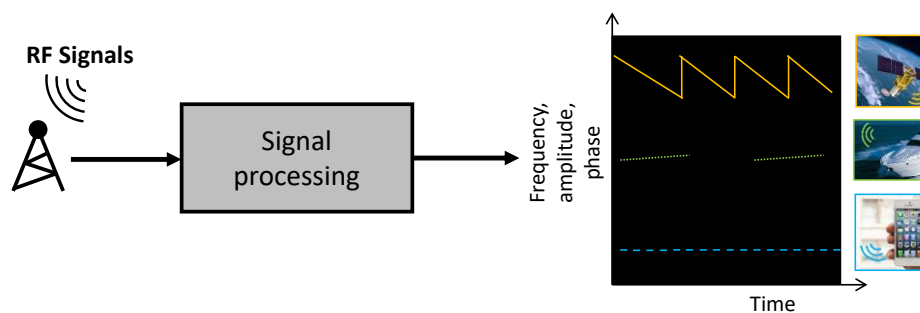 RF Signals
Signal
processing
Frequency,
amplitude,
phase
Time